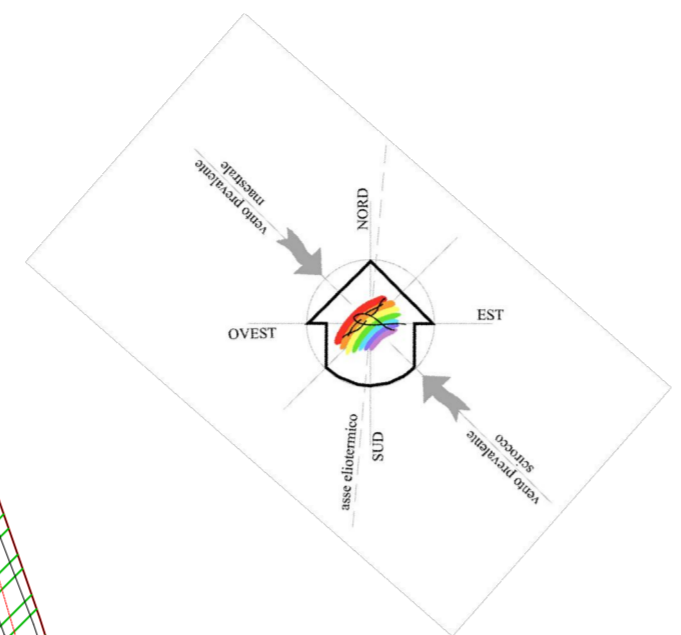 vento prevalente
maestrale
NORD
OVEST
EST
SUD
asse eliotermico
vento prevalente
scirocco